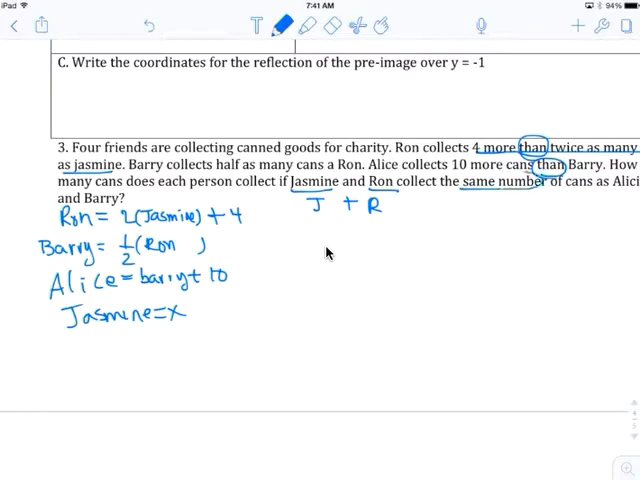 iPad
7:41 AM
94%
T
C. Write the coordinates for the reflection of the pre-image over y = -1
3. Four friends are collecting canned goods for charity. Ron collects 4 more than twice as many
as jasmine. Barry collects half as many cans a Ron. Alice collects 10 more cans than Barry. How
many cans does each person collect if Jasmine and Ron collect the same number of cans as Alici
and Barry?
J + R
Ron = 2(Jasmine) + 4
Barry = 1/2 (Ron )
Alice = barry + 10
Jasmine = x